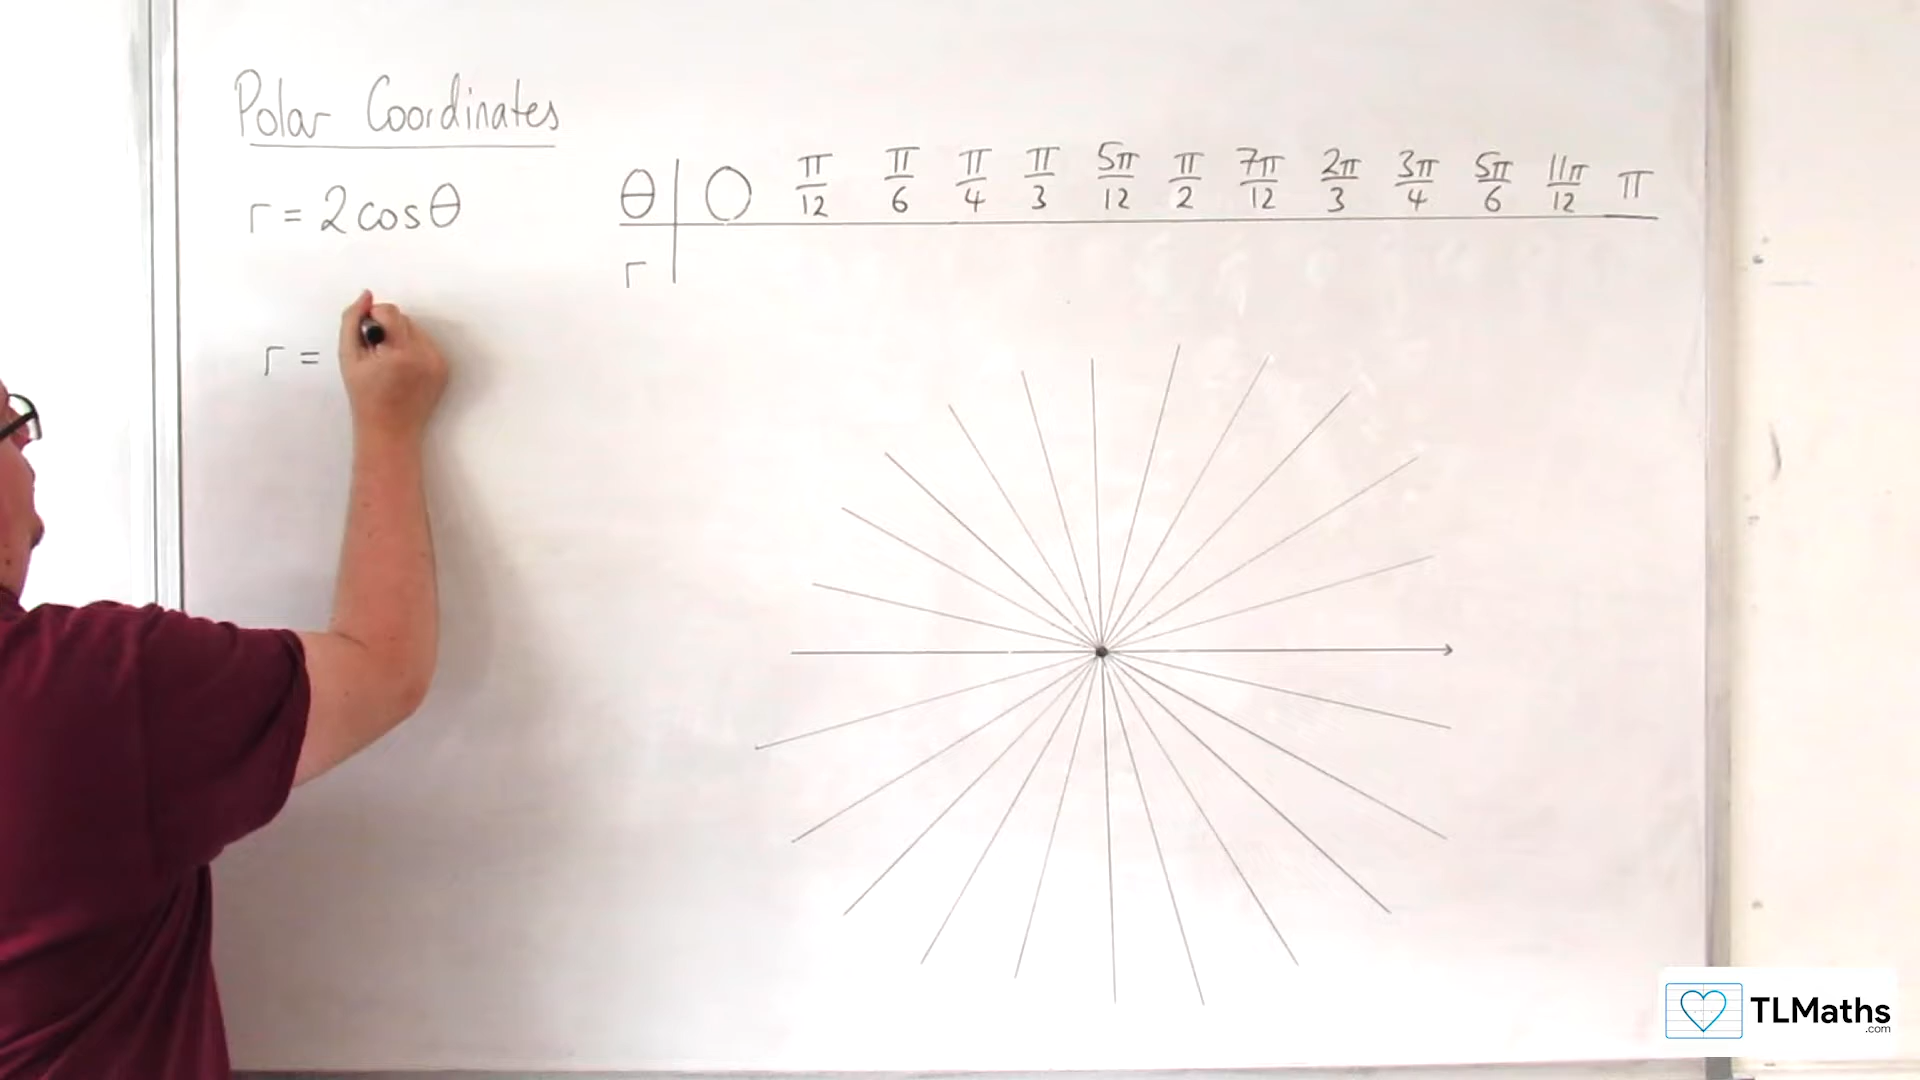 Polar Coordinates
r = 2cosθ
θ 0 π/12 π/6 π/4 π/3 5π/12 π/2 7π/12 2π/3 3π/4 5π/6 11π/12 π
r
r =
TLMaths
.com